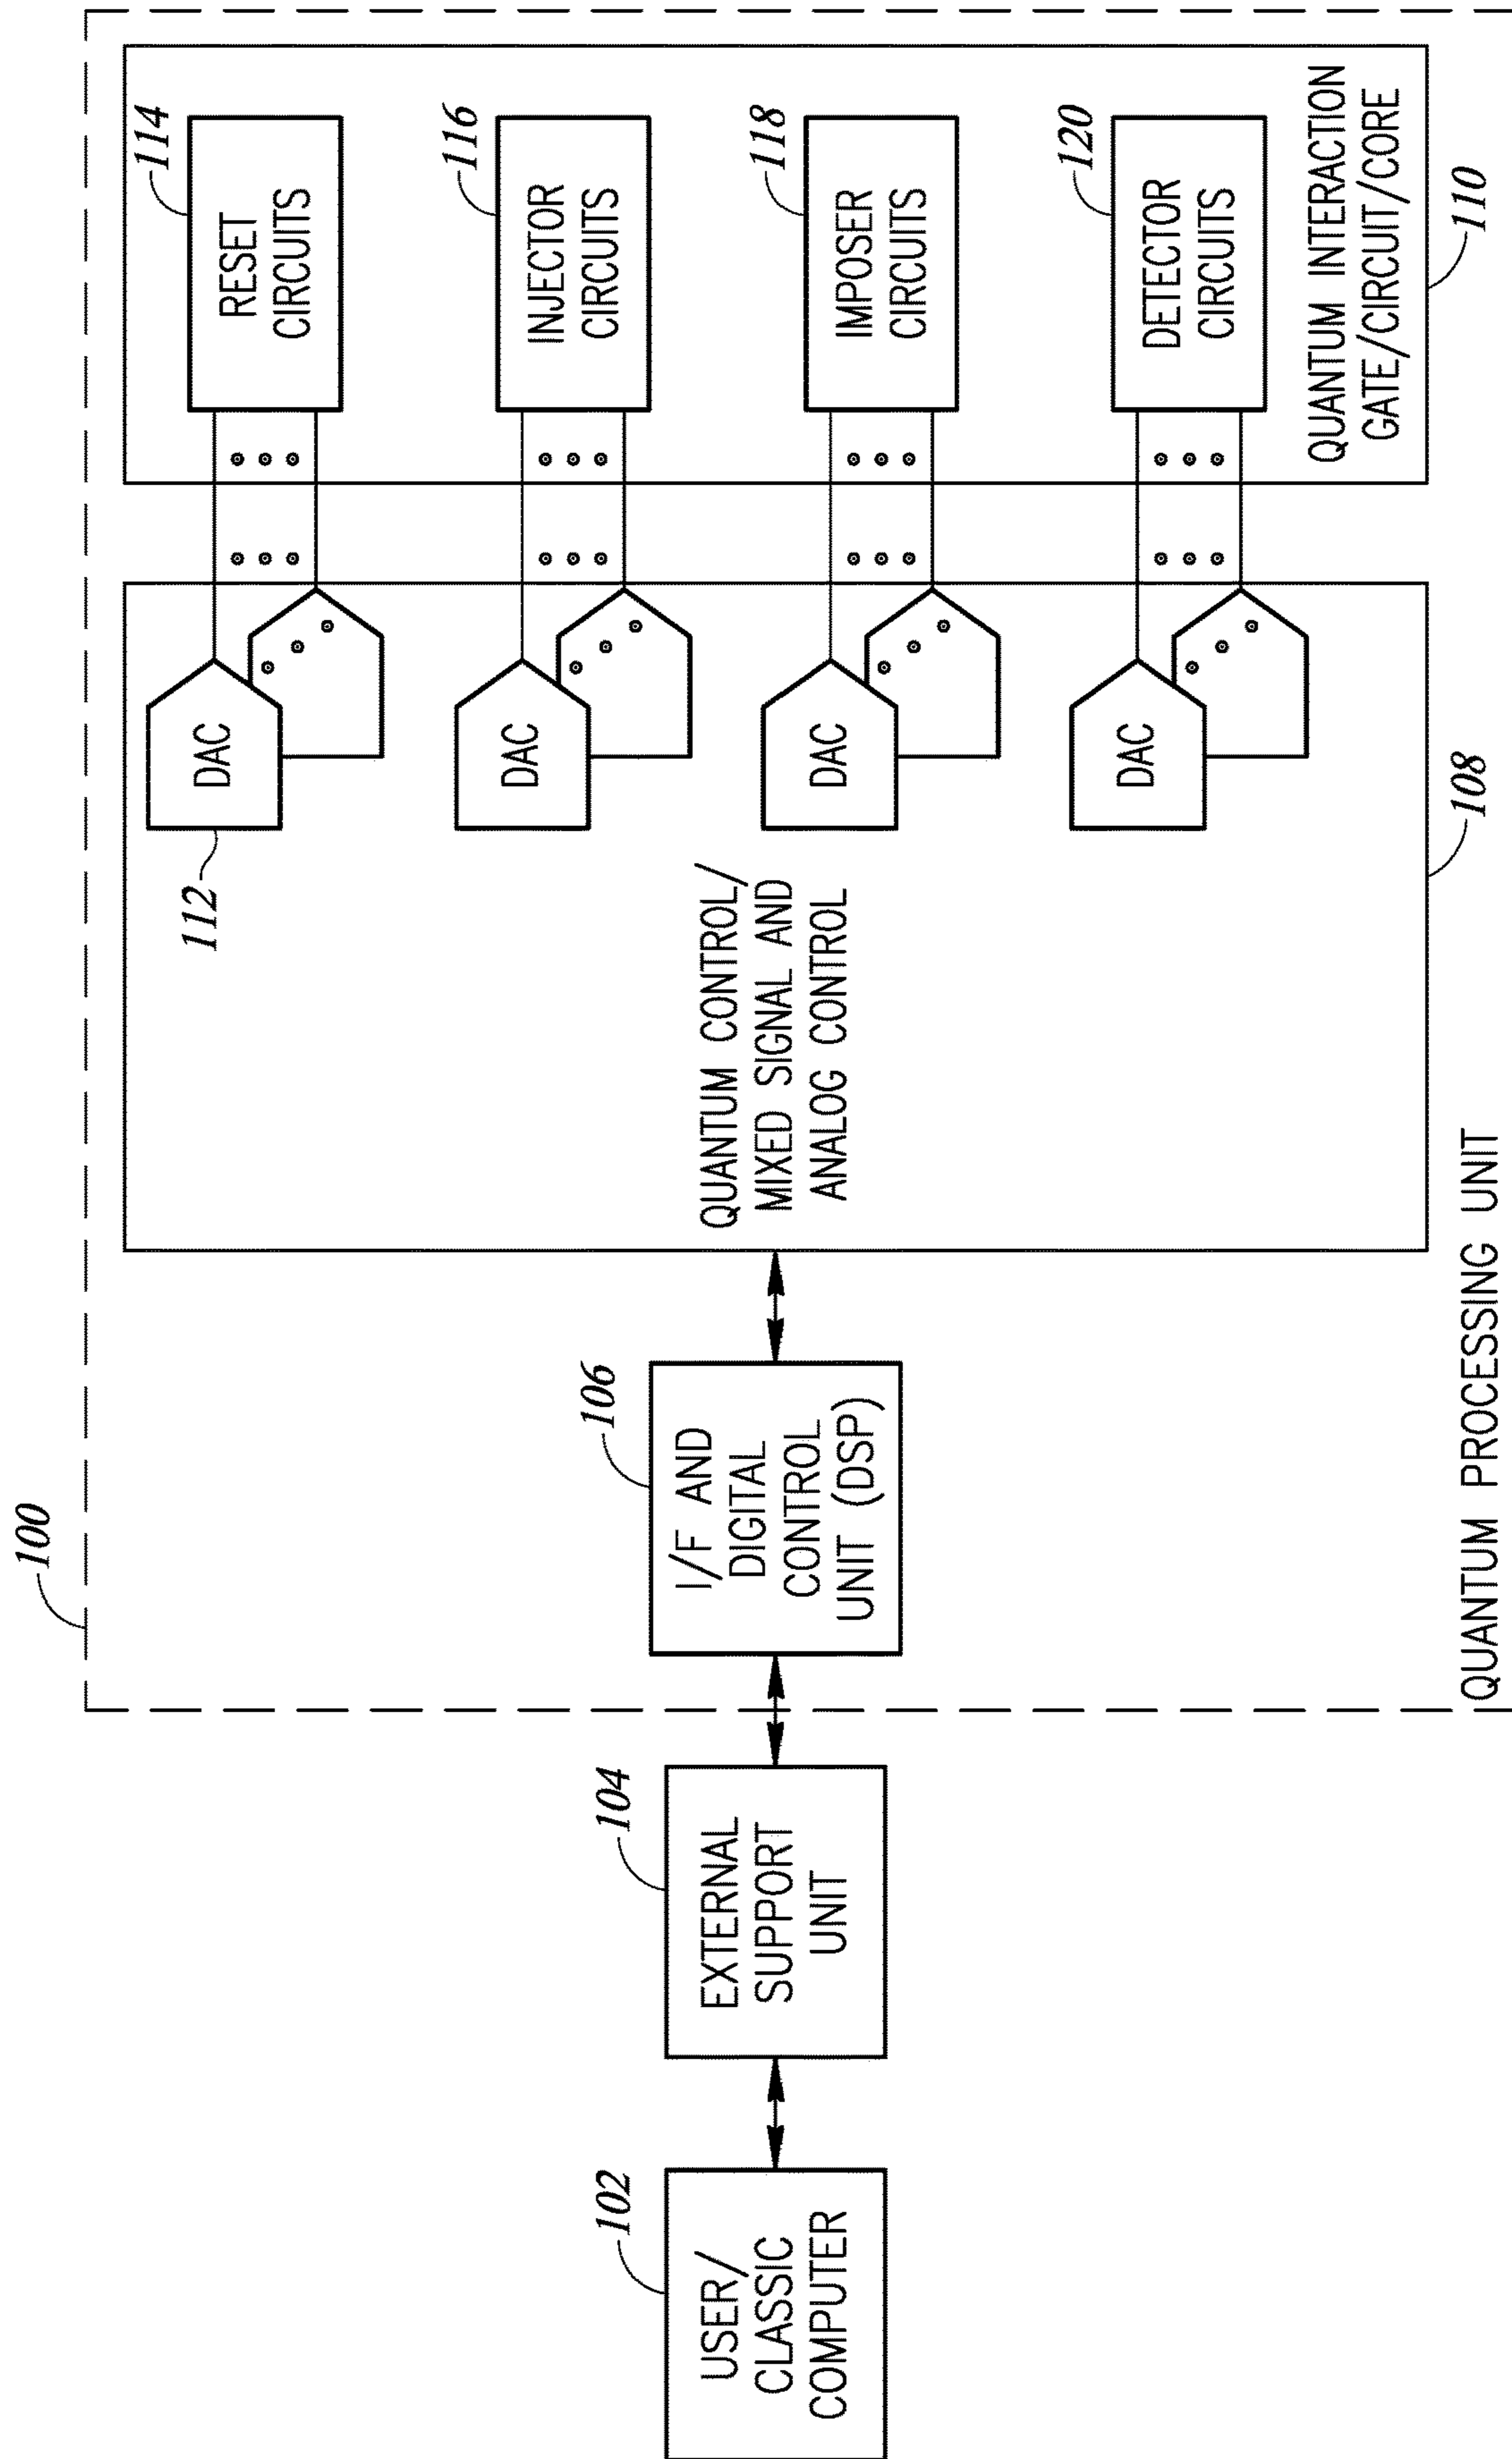 100
102
USER/
CLASSIC
COMPUTER
104
EXTERNAL
SUPPORT
UNIT
106
I/F AND
DIGITAL
CONTROL
UNIT (DSP)
QUANTUM CONTROL/
MIXED SIGNAL AND
ANALOG CONTROL
108
112
DAC
DAC
DAC
DAC
114
RESET
CIRCUITS
116
INJECTOR
CIRCUITS
118
IMPOSER
CIRCUITS
120
DETECTOR
CIRCUITS
QUANTUM INTERACTION
GATE/CIRCUIT/CORE
110
QUANTUM PROCESSING UNIT